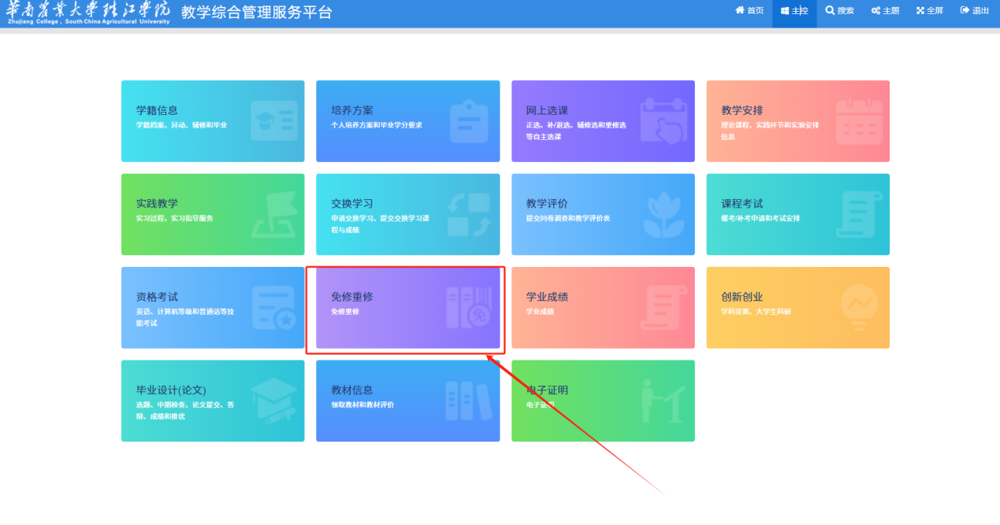 華南農業大學珠江學院 教学综合管理服务平台
Zhujiang College, South China Agricultural University
首页 主控 搜索 主题 全屏 退出
学籍信息
学籍档案、异动、辅修和毕业
培养方案
个人培养方案和毕业学分要求
网上选课
正选、补/退选、辅修选和重修选
等自主选课
教学安排
理论课程、实践环节和实验安排
信息
实践教学
实习过程、实习指导服务
交换学习
申请交换学习、提交交换学习课
程与成绩
教学评价
提交问卷调查和教学评价表
课程考试
缓考/补考申请和考试安排
资格考试
英语、计算机等级和普通话等技
能考试
免修重修
免修重修
免
学业成绩
学业成绩
创新创业
学科竞赛、大学生科研
毕业设计(论文)
选题、中期检查、论文提交、答
辩、成绩和推优
教材信息
领取教材和教材评价
电子证明
电子证明